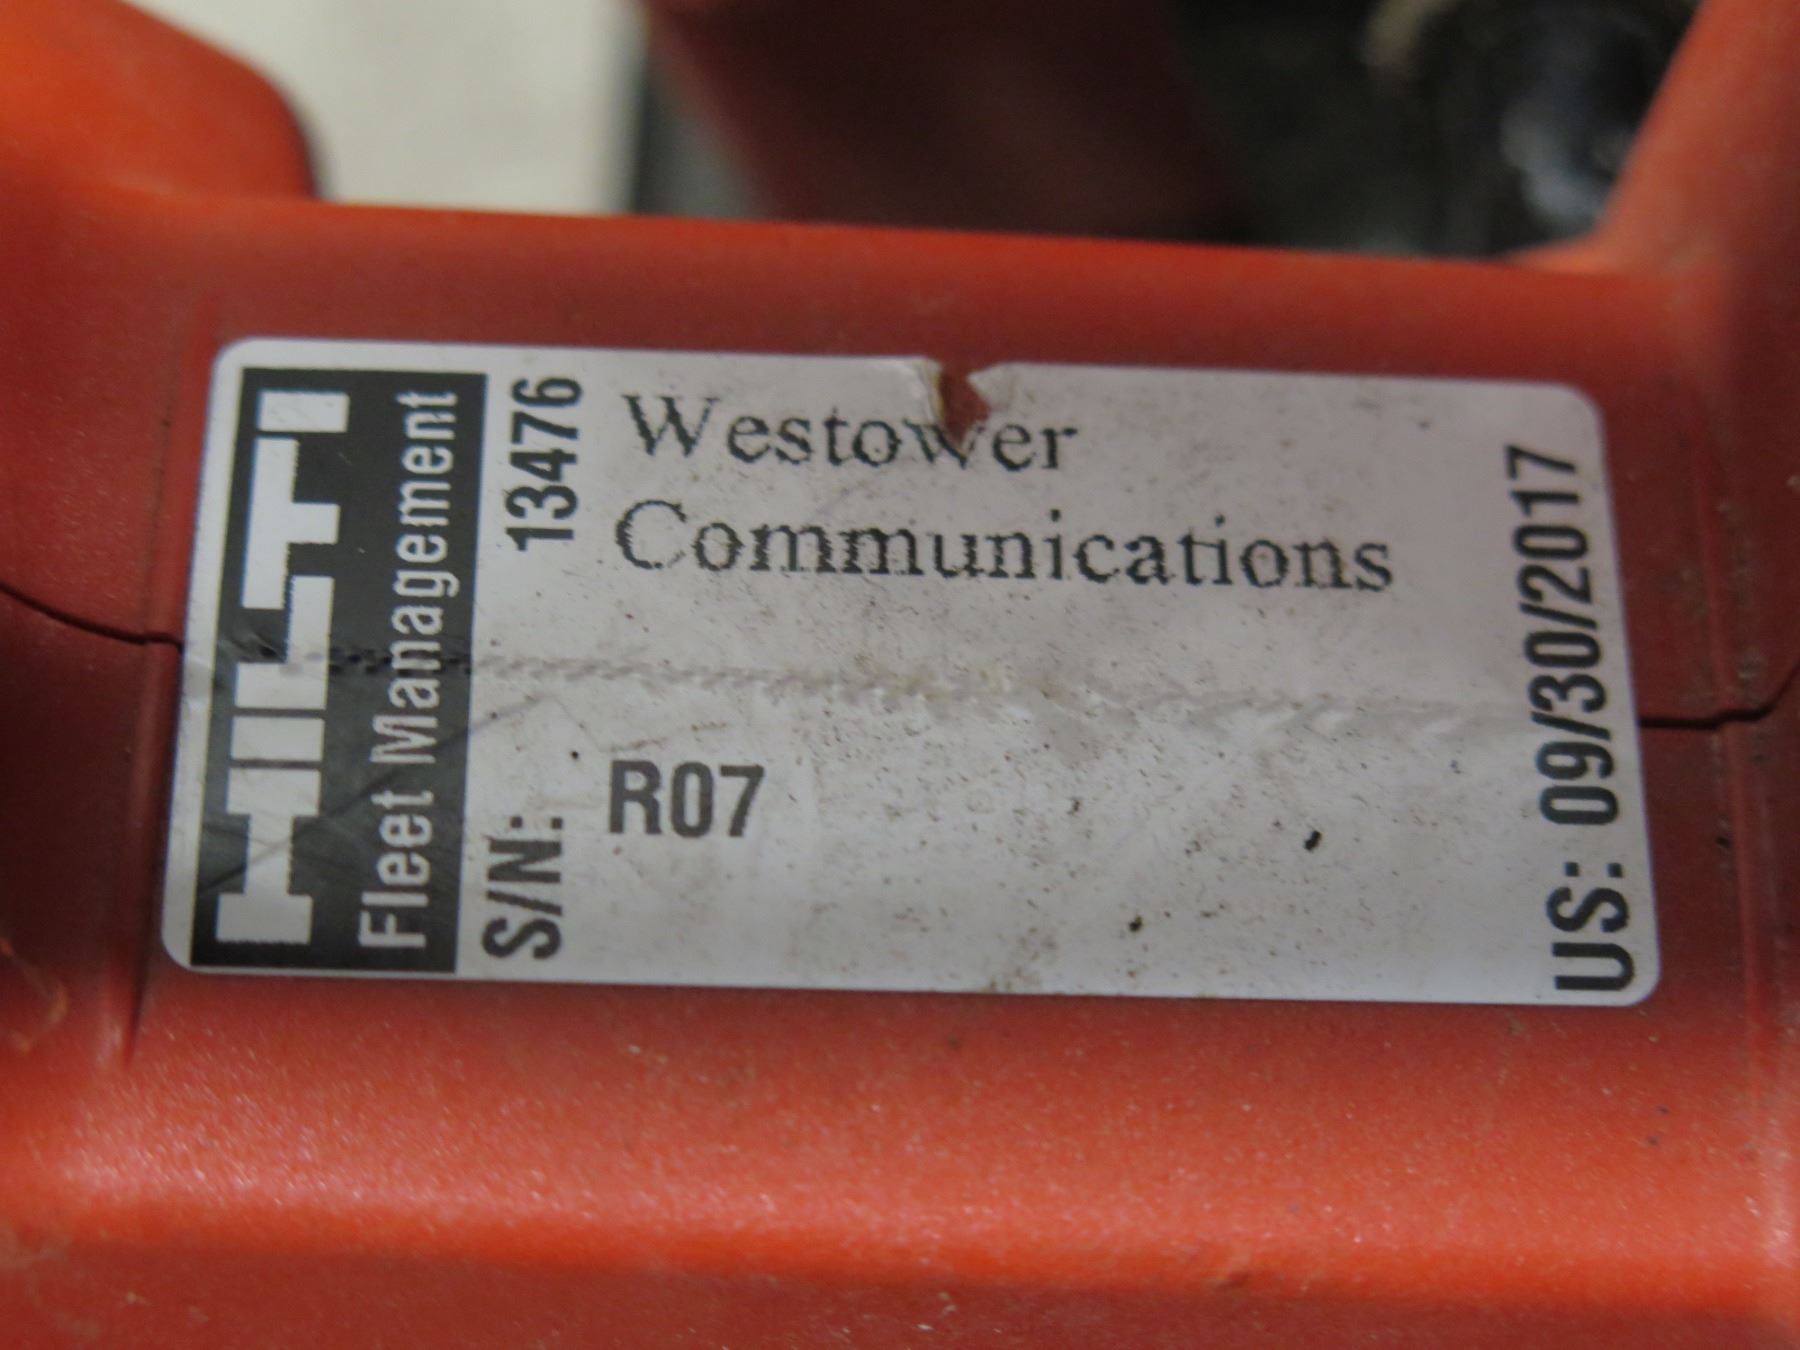 HILTI
Fleet Management
S/N: 13476
Westower
Communications
R07
US: 09/30/2017